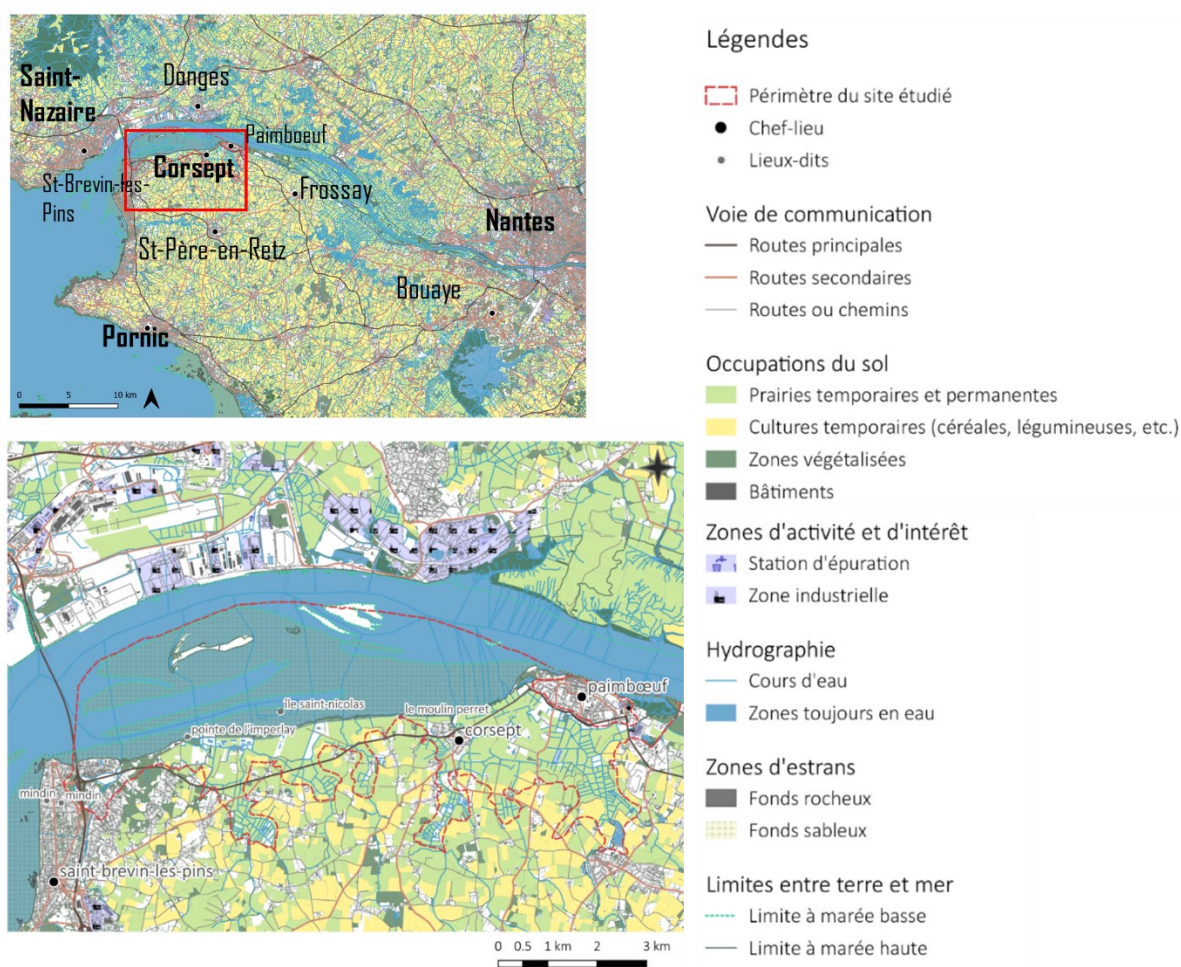 Saint-
Nazaire
Donges
Paimboeuf
Corsept
St-Brevin-les-
Pins
Frossay
Nantes
St-Père-en-Retz
Bouaye
Pornic
0 5 10 km
île saint-nicolas
le moulin perret
paimbœuf
pointe de l'imperlay
corsept
mindin
mindin
saint-brevin-les-pins
0 0.5 1 km 2 3 km
Légendes
Périmètre du site étudié
Chef-lieu
Lieux-dits
Voie de communication
Routes principales
Routes secondaires
Routes ou chemins
Occupations du sol
Prairies temporaires et permanentes
Cultures temporaires (céréales, légumineuses, etc.)
Zones végétalisées
Bâtiments
Zones d'activité et d'intérêt
Station d'épuration
Zone industrielle
Hydrographie
Cours d'eau
Zones toujours en eau
Zones d'estrans
Fonds rocheux
Fonds sableux
Limites entre terre et mer
Limite à marée basse
Limite à marée haute